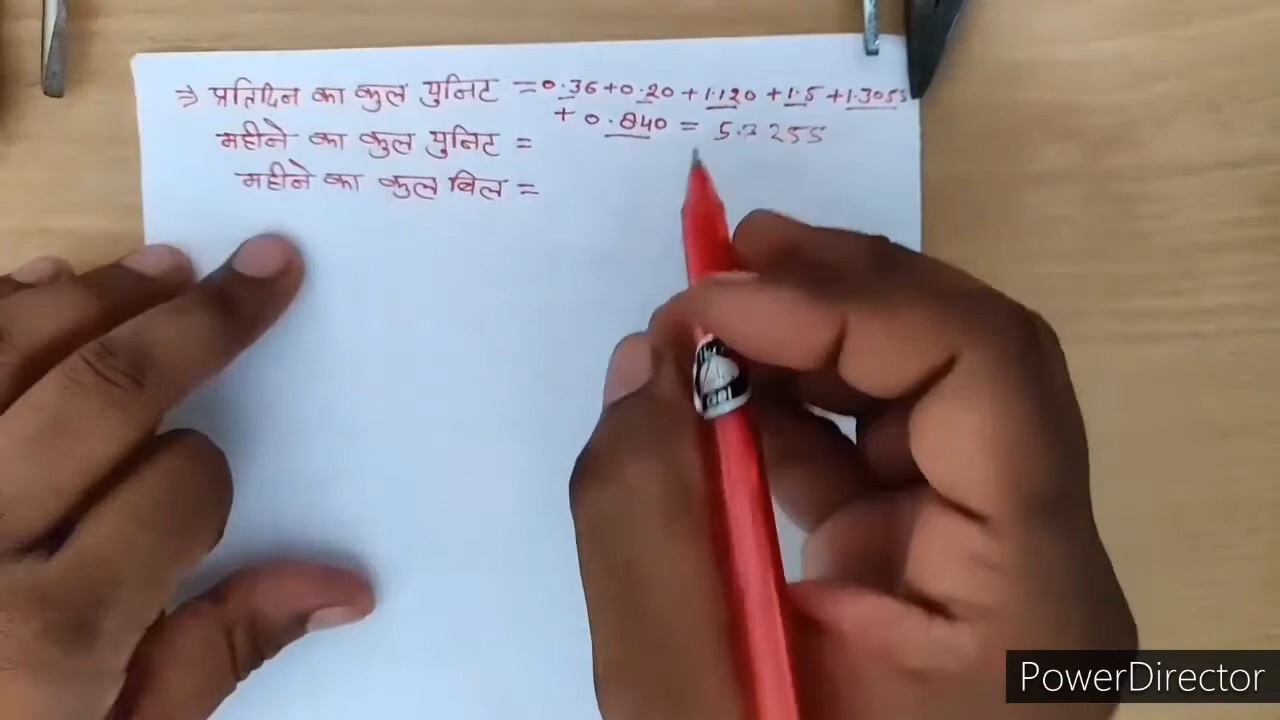 ⇒ प्रतिदिन का कुल युनिट = 0.36 + 0.20 + 1.120 + 1.5 + 1.3055
+ 0.840 = 5.3255
महीने का कुल युनिट =
महीने का कुल बिल =
PowerDirector